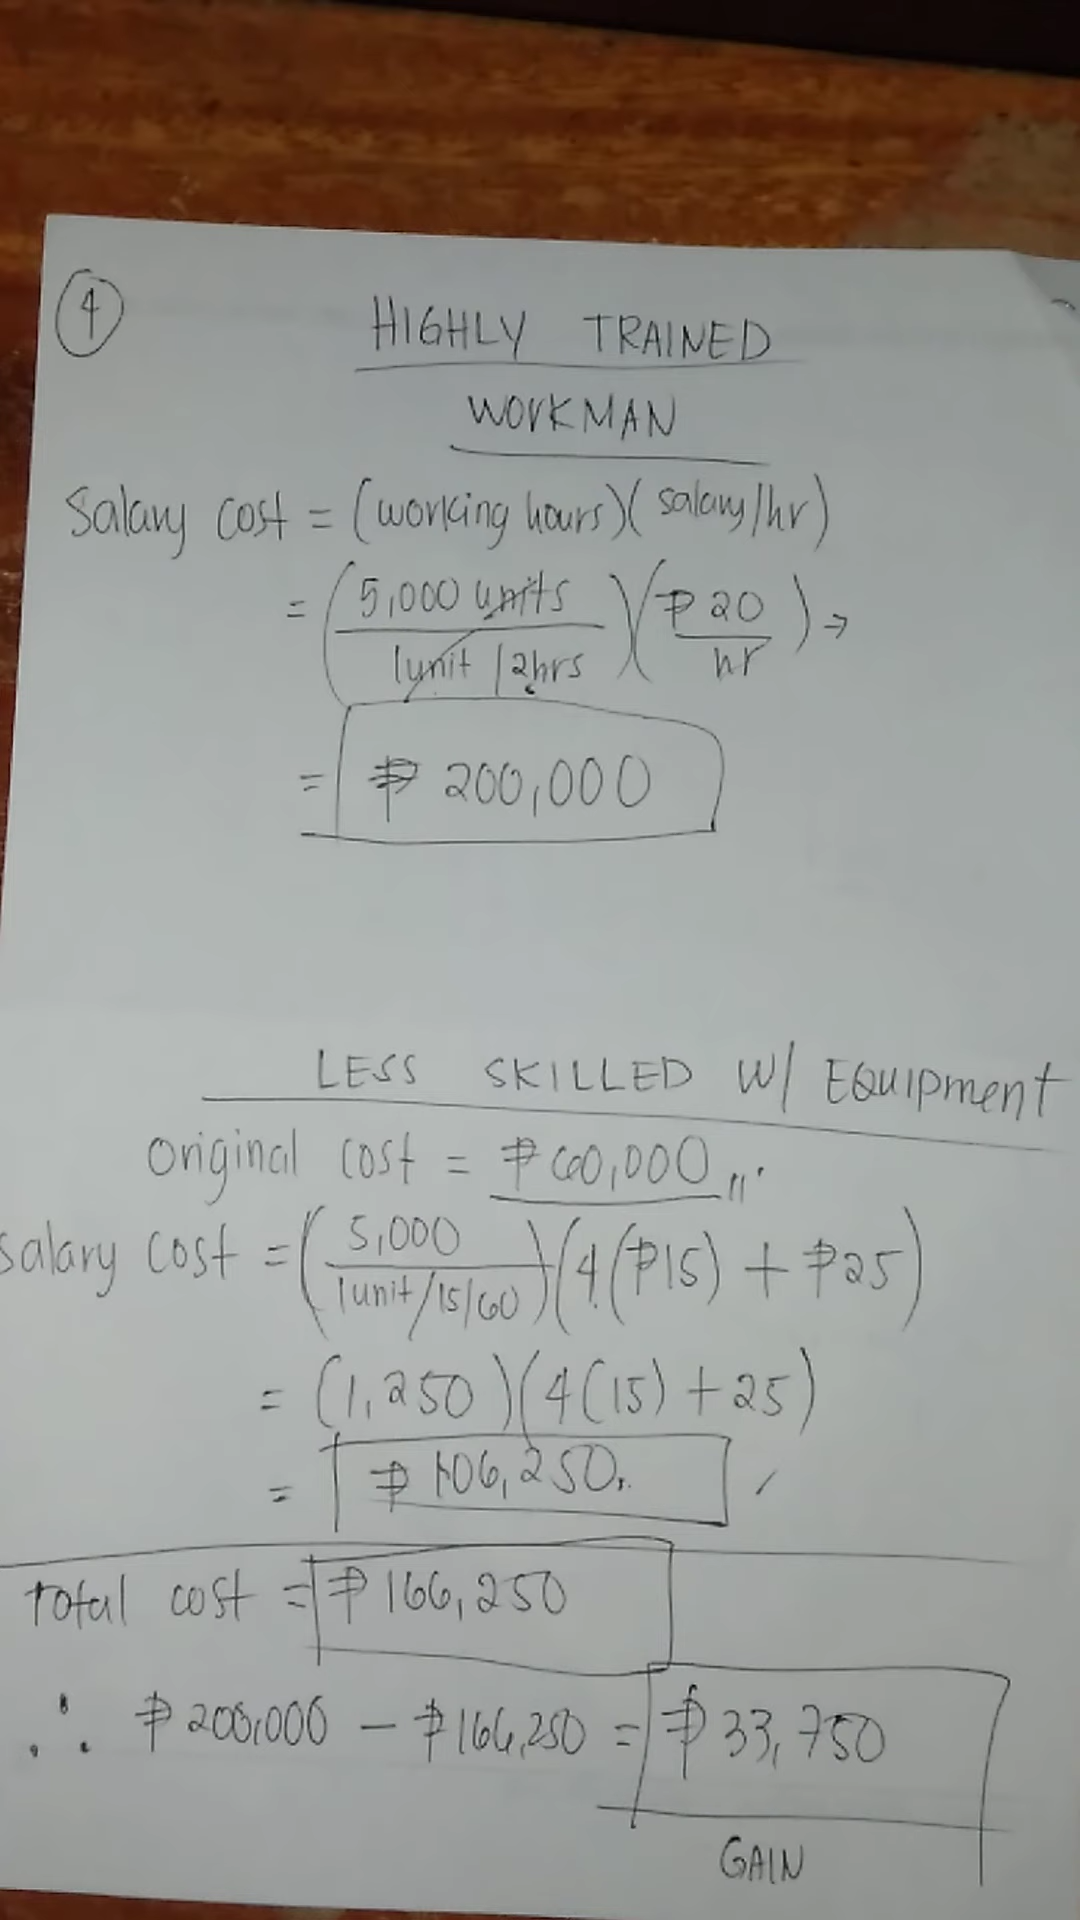 4
HIGHLY TRAINED
WORKMAN
Salary cost = (working hours)(salary/hr)
= (5,000 units / 1unit/2hrs)(₱20 / hr) →
= ₱ 200,000
LESS SKILLED W/ EQUIPMENT
Original cost = ₱60,000
Salary cost = (5,000 / 1unit/15/60)(4(₱15) + ₱25)
= (1,250)(4(15) + 25)
= ₱ 106,250
Total cost = ₱166,250
∴ ₱200,000 – ₱166,250 = ₱33,750
GAIN